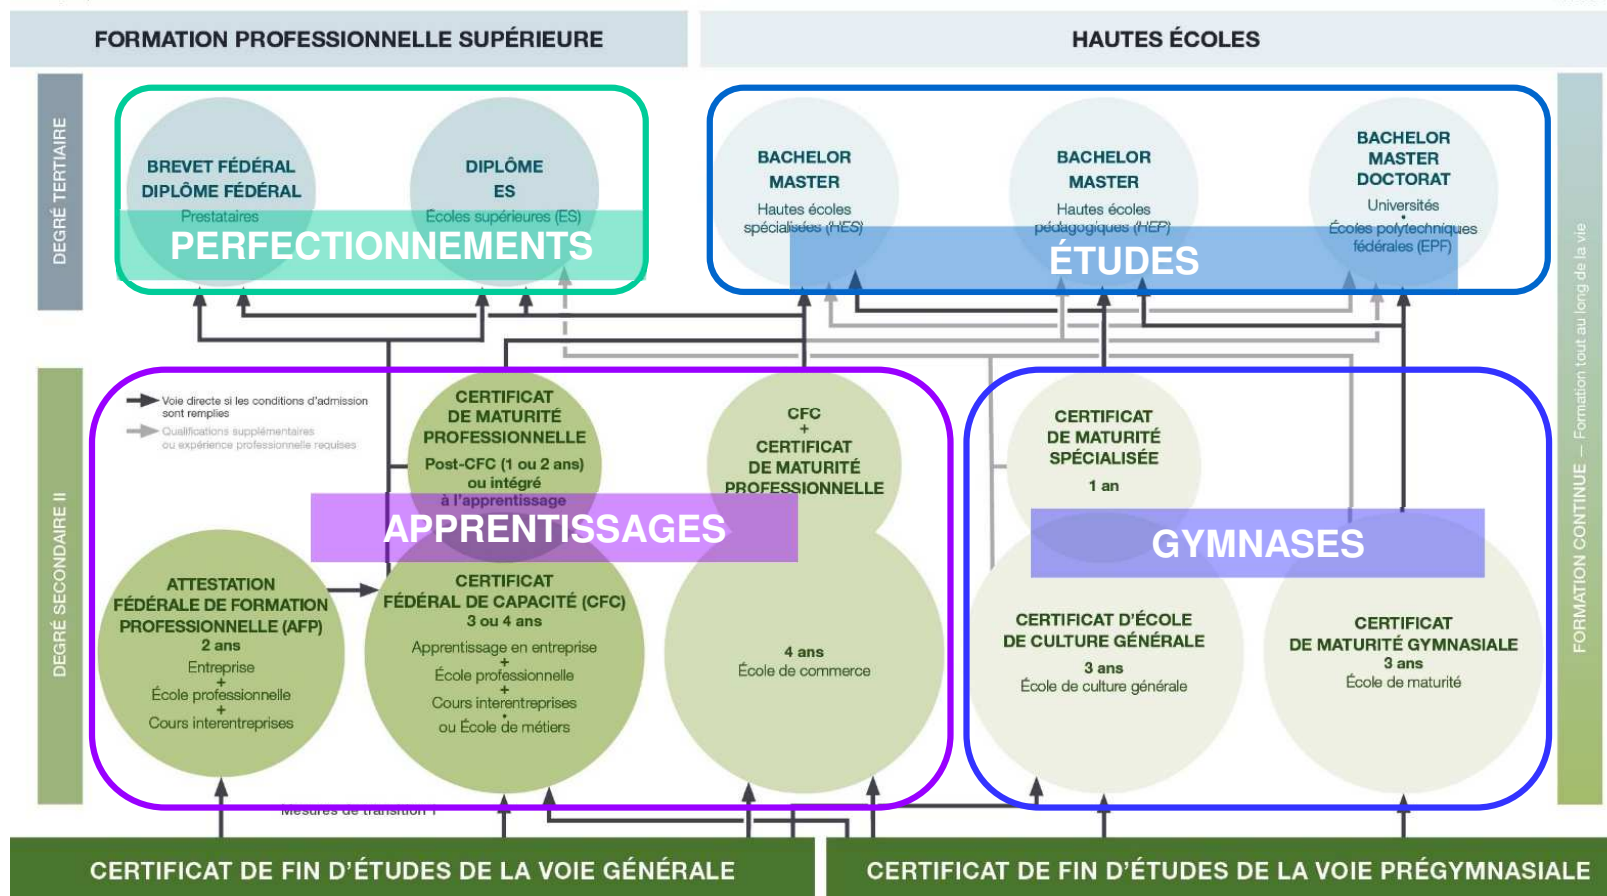 FORMATION PROFESSIONNELLE SUPÉRIEURE
HAUTES ÉCOLES
DEGRÉ TERTIAIRE
BREVET FÉDÉRAL
DIPLÔME FÉDÉRAL
Prestataires
DIPLÔME
ES
Écoles supérieures (ES)
PERFECTIONNEMENTS
BACHELOR
MASTER
Hautes écoles
spécialisées (HES)
BACHELOR
MASTER
Hautes écoles
pédagogiques (HEP)
BACHELOR
MASTER
DOCTORAT
Universités
•
Écoles polytechniques
fédérales (EPF)
ÉTUDES
FORMATION CONTINUE — Formation tout au long de la vie
DEGRÉ SECONDAIRE II
Voie directe si les conditions d'admission
sont remplies
Qualifications supplémentaires
ou expérience professionnelle requises
CERTIFICAT
DE MATURITÉ
PROFESSIONNELLE
Post-CFC (1 ou 2 ans)
ou intégré
à l'apprentissage
CFC
+
CERTIFICAT
DE MATURITÉ
PROFESSIONNELLE
CERTIFICAT
DE MATURITÉ
SPÉCIALISÉE
1 an
APPRENTISSAGES
GYMNASES
ATTESTATION
FÉDÉRALE DE FORMATION
PROFESSIONNELLE (AFP)
2 ans
Entreprise
+
École professionnelle
+
Cours interentreprises
CERTIFICAT
FÉDÉRAL DE CAPACITÉ (CFC)
3 ou 4 ans
Apprentissage en entreprise
+
École professionnelle
+
Cours interentreprises
•
ou École de métiers
4 ans
École de commerce
CERTIFICAT D'ÉCOLE
DE CULTURE GÉNÉRALE
3 ans
École de culture générale
CERTIFICAT
DE MATURITÉ GYMNASIALE
3 ans
École de maturité
Mesures de transition 1
CERTIFICAT DE FIN D'ÉTUDES DE LA VOIE GÉNÉRALE
CERTIFICAT DE FIN D'ÉTUDES DE LA VOIE PRÉGYMNASIALE